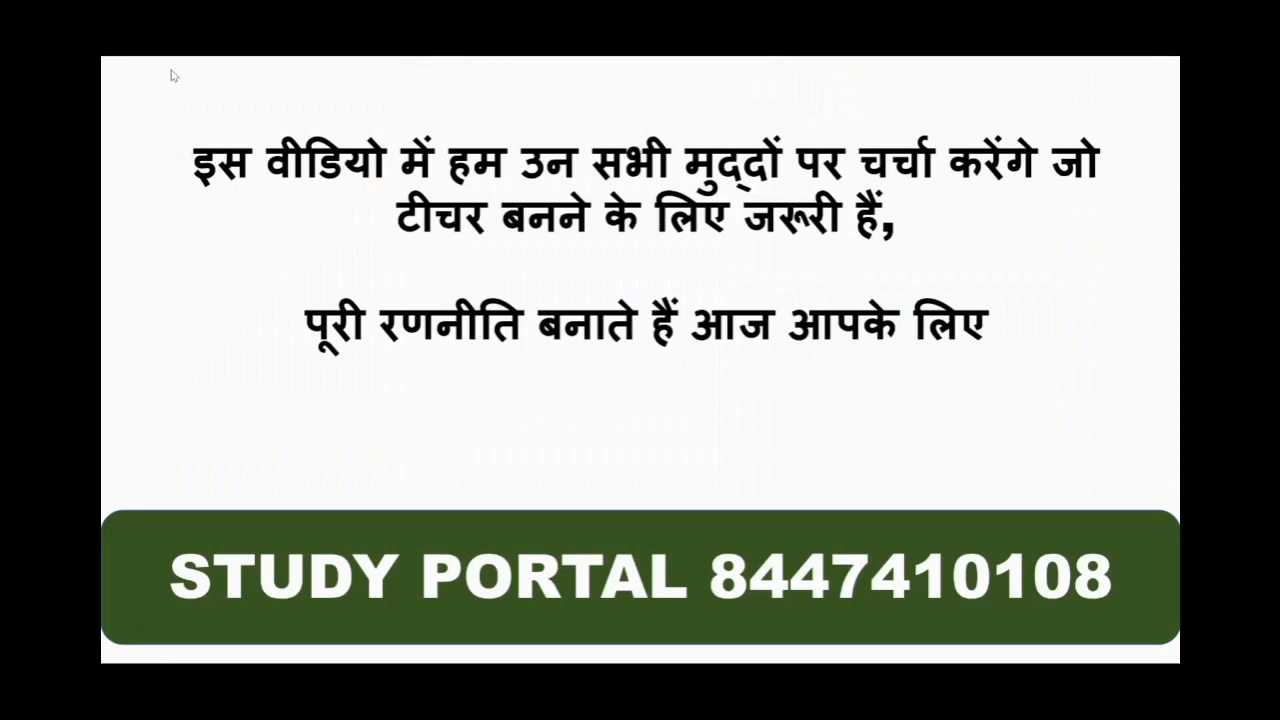 इस वीडियो में हम उन सभी मुद्दों पर चर्चा करेंगे जो
टीचर बनने के लिए जरूरी हैं,
पूरी रणनीति बनाते हैं आज आपके लिए
STUDY PORTAL 8447410108